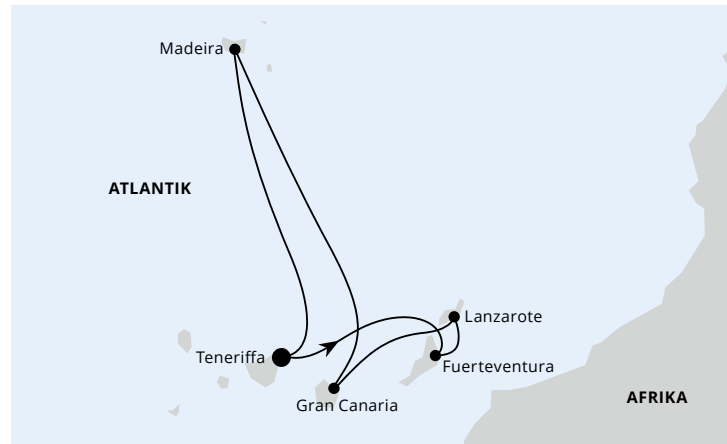 Madeira
ATLANTIK
Lanzarote
Teneriffa
Fuerteventura
AFRIKA
Gran Canaria